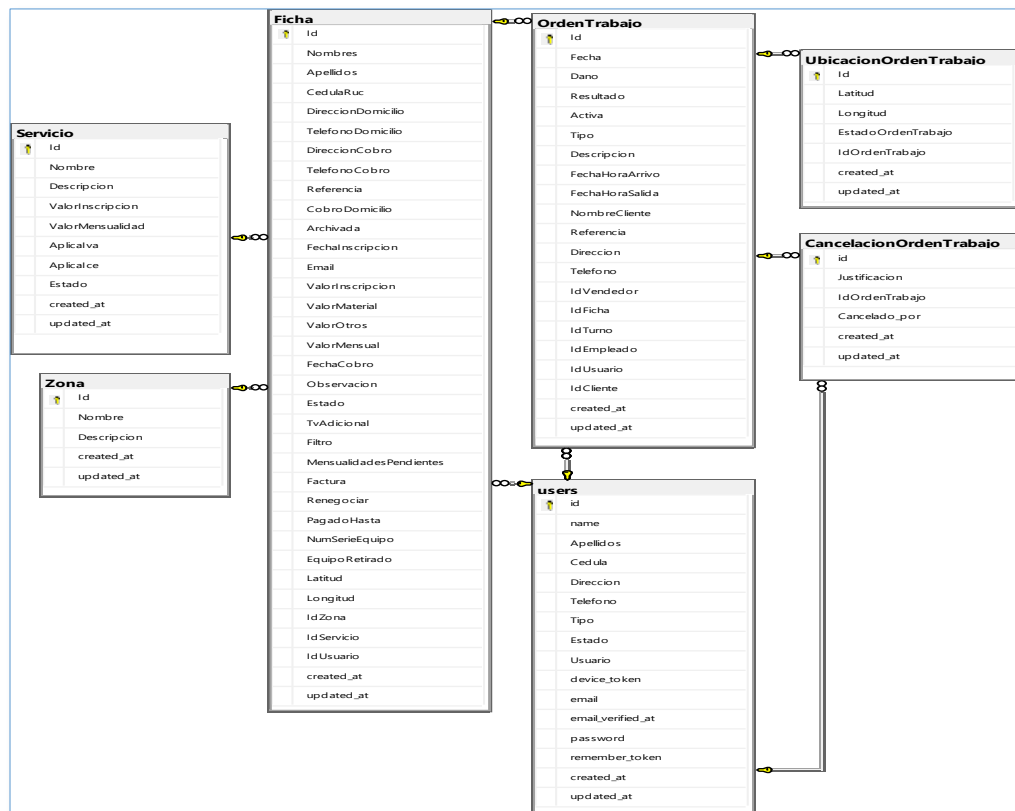 Servicio
Id
Nombre
Descripcion
ValorInscripcion
ValorMensualidad
AplicaIva
AplicaIce
Estado
created_at
updated_at
Zona
Id
Nombre
Descripcion
created_at
updated_at
Ficha
Id
Nombres
Apellidos
CedulaRuc
DireccionDomicilio
TelefonoDomicilio
DireccionCobro
TelefonoCobro
Referencia
CobroDomicilio
Archivada
FechaInscripcion
Email
ValorInscripcion
ValorMaterial
ValorOtros
ValorMensual
FechaCobro
Observacion
Estado
TvAdicional
Filtro
MensualidadesPendientes
Factura
Renegociar
PagadoHasta
NumSerieEquipo
EquipoRetirado
Latitud
Longitud
IdZona
IdServicio
IdUsuario
created_at
updated_at
OrdenTrabajo
Id
Fecha
Dano
Resultado
Activa
Tipo
Descripcion
FechaHoraArrivo
FechaHoraSalida
NombreCliente
Referencia
Direccion
Telefono
IdVendedor
IdFicha
IdTurno
IdEmpleado
IdUsuario
IdCliente
created_at
updated_at
users
id
name
Apellidos
Cedula
Direccion
Telefono
Tipo
Estado
Usuario
device_token
email
email_verified_at
password
remember_token
created_at
updated_at
UbicacionOrdenTrabajo
Id
Latitud
Longitud
EstadoOrdenTrabajo
IdOrdenTrabajo
created_at
updated_at
CancelacionOrdenTrabajo
id
Justificacion
IdOrdenTrabajo
Cancelado_por
created_at
updated_at